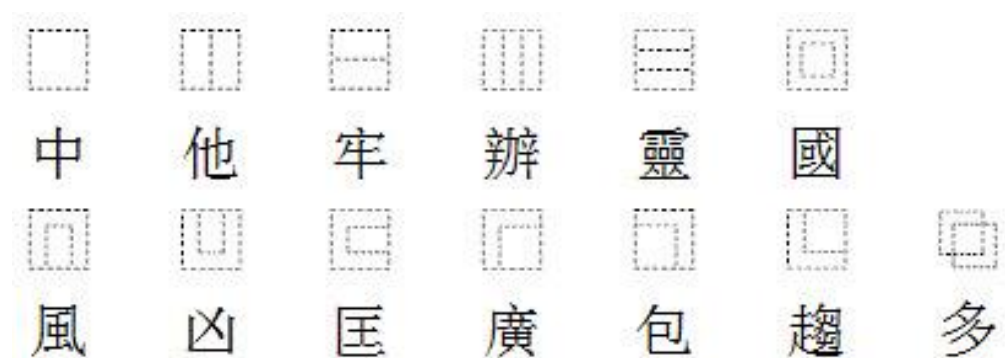 中 他 牢 辦 靈 國
風 凶 匡 廣 包 趨 多